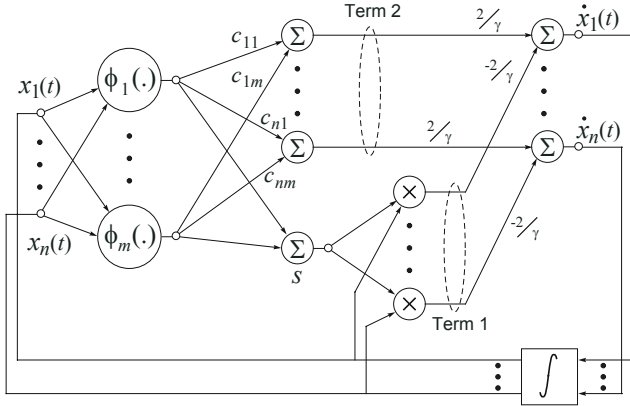 Term 2
2/γ
ẋ1(t)
c11
Σ
Σ
x1(t)
ϕ1(.)
c1m
-2/γ
cn1
2/γ
ẋn(t)
Σ
Σ
cnm
×
xn(t)
ϕm(.)
Σ
-2/γ
s
×
Term 1
∫